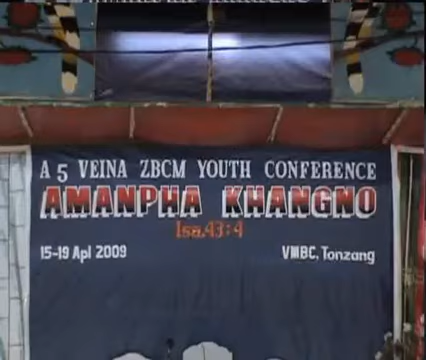 A 5 VEINA ZBCM YOUTH CONFERENCE
AMANPHA KHANGNO
Isa.43:4
15-19 Apl 2009
VMBC, Tonzang